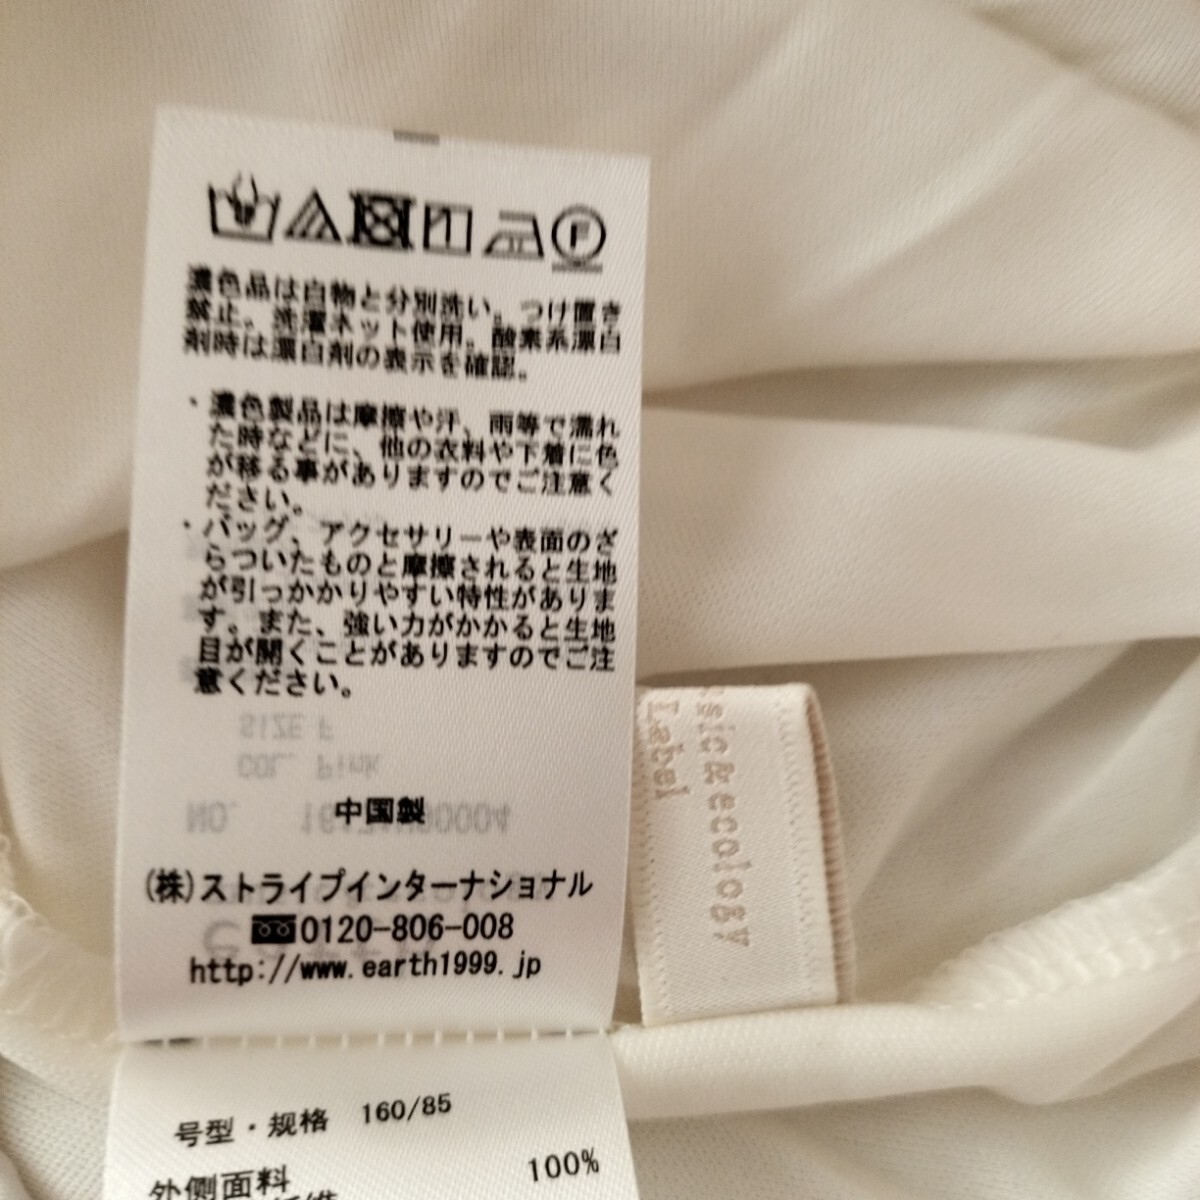 F
濃色品は白物と分別洗い。つけ置き
禁止。洗濯ネット使用。酸素系漂白
剤時は漂白剤の表示を確認。
・濃色製品は摩擦や汗、雨等で濡れ
た時などに、他の衣料や下着に色
が移る事がありますのでご注意く
ださい。
・バッグ、アクセサリーや表面のざ
らついたものと摩擦されると生地
が引っかかりやすい特性がありま
す。また、強い力がかかると生地
目が開くことがありますのでご注
意ください。
SIZE F
COL. Pink
NO.
中国製
(株)ストライプインターナショナル
0120-806-008
http://www.earth1999.jp
&ecology
Label
号型・规格 160/85
外侧面料
100%